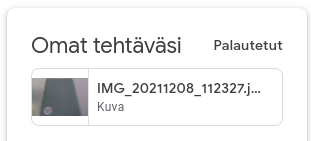 Omat tehtäväsi
Palautetut
IMG_20211208_112327.j...
Kuva